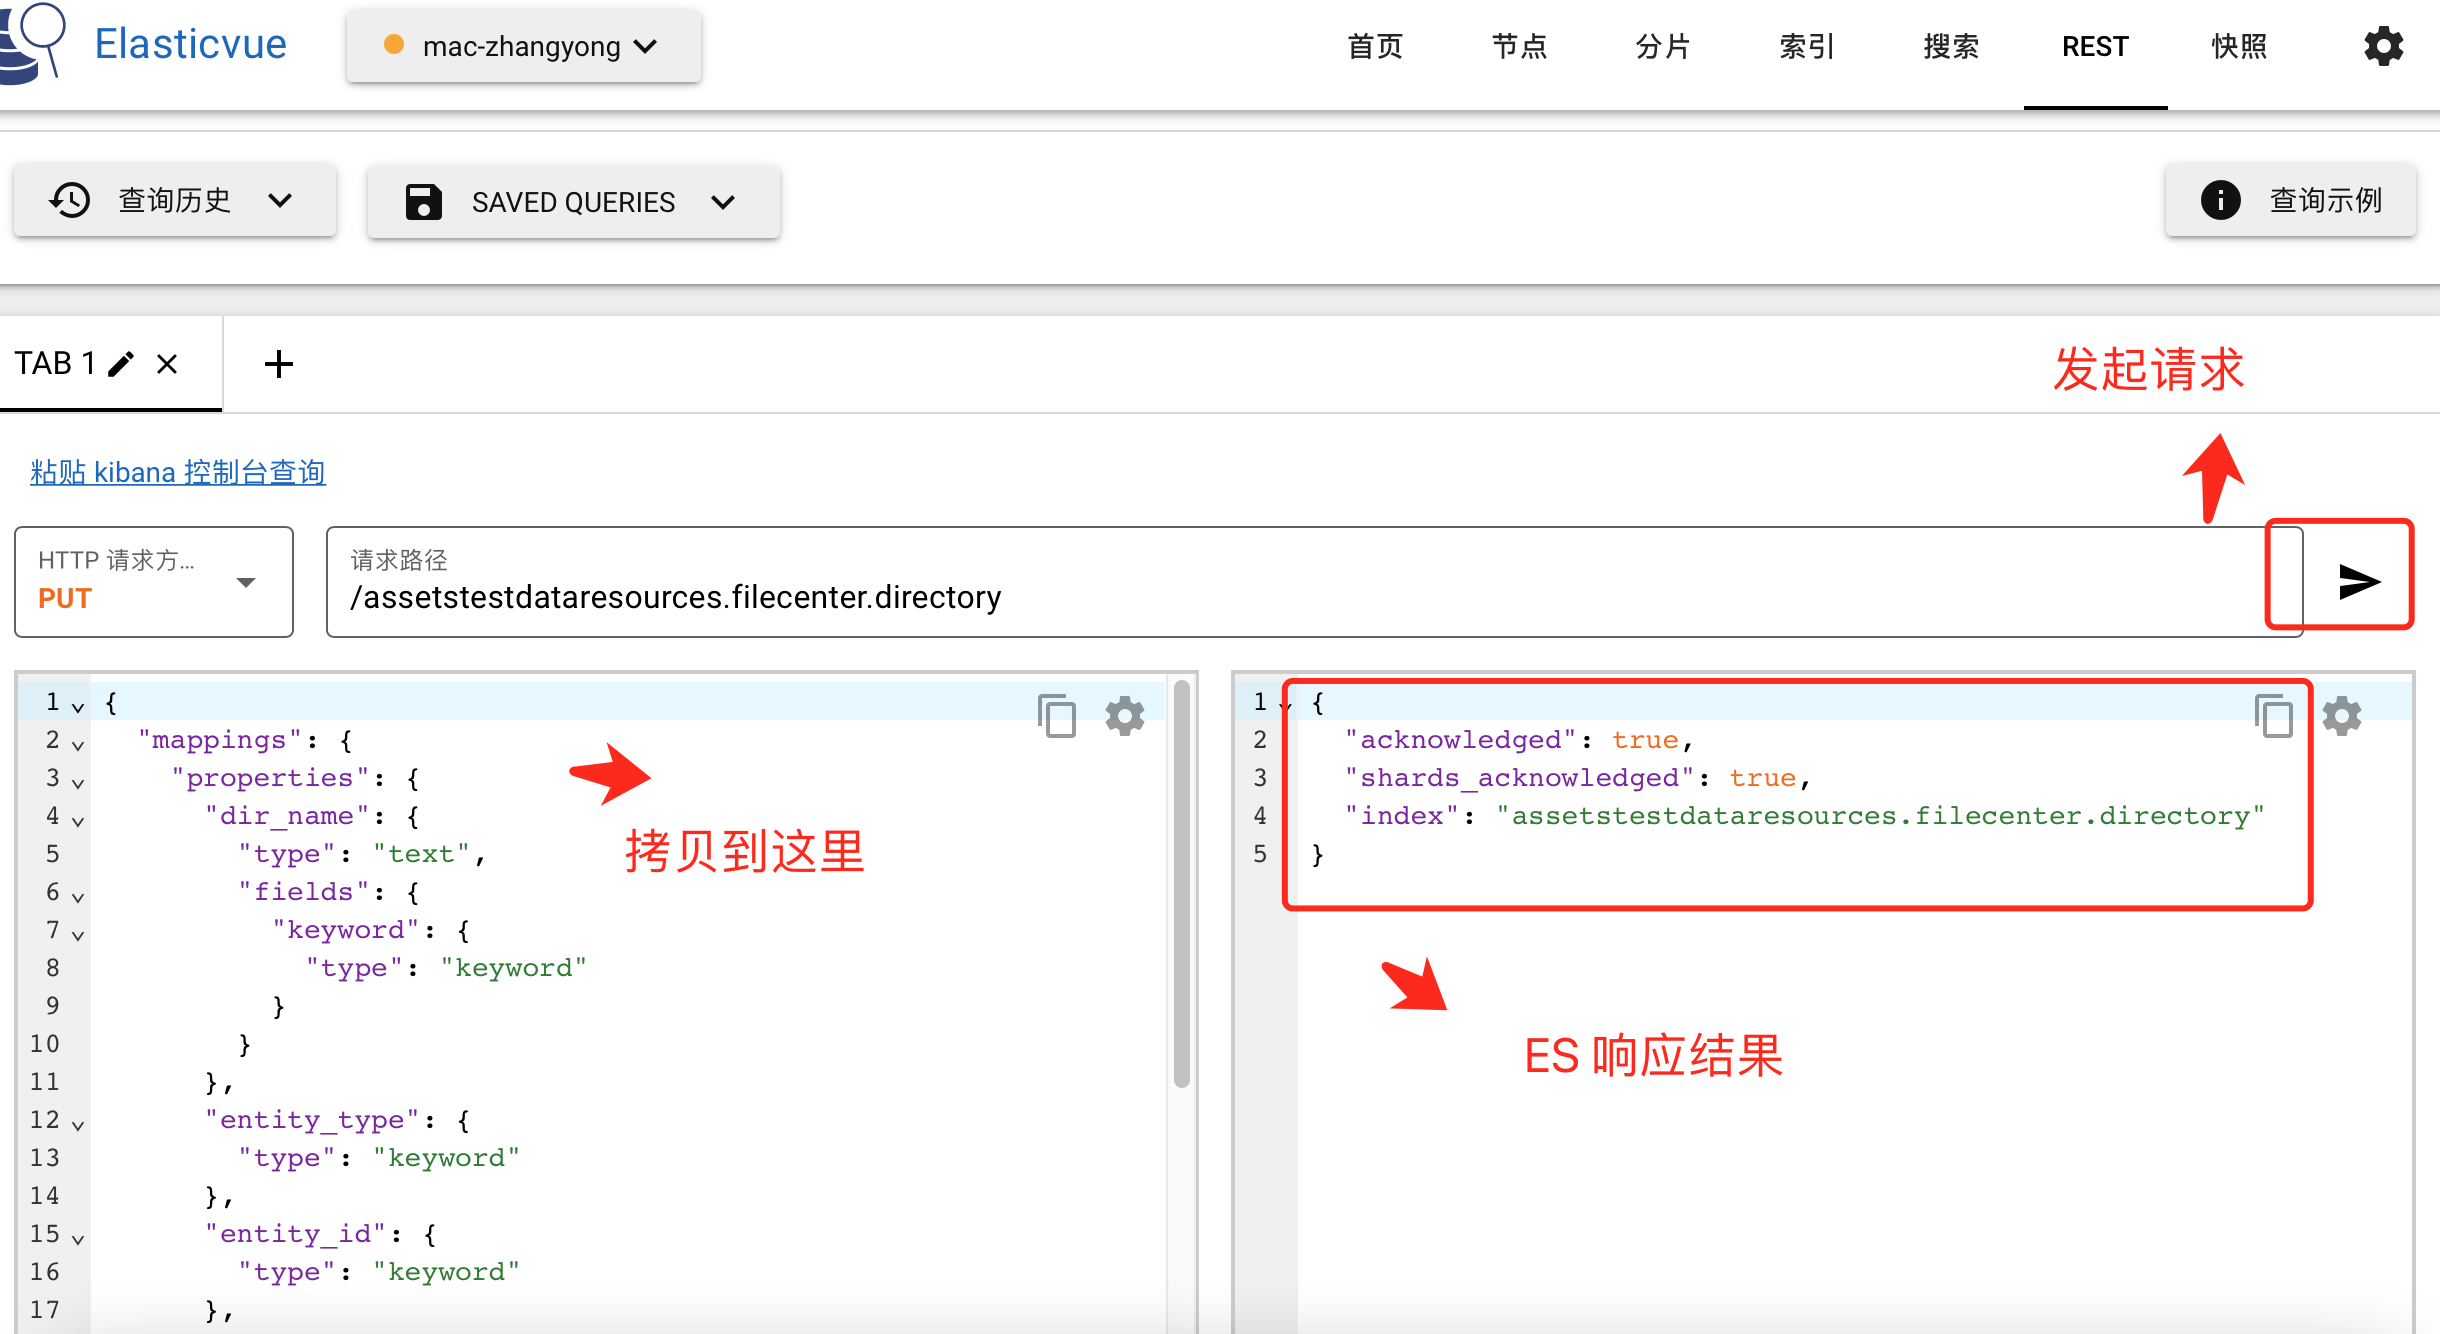 Elasticvue
mac-zhangyong
首页 节点 分片 索引 搜索 REST 快照
查询历史
SAVED QUERIES
查询示例
TAB 1
发起请求
粘贴 kibana 控制台查询
HTTP 请求方...
PUT
请求路径
/assetstestdataresources.filecenter.directory
1 {
2 "mappings": {
3 "properties": {
4 "dir_name": {
5 "type": "text",
6 "fields": {
7 "keyword": {
8 "type": "keyword"
9 }
10 }
11 },
12 "entity_type": {
13 "type": "keyword"
14 },
15 "entity_id": {
16 "type": "keyword"
17 },
拷贝到这里
1 {
2 "acknowledged": true,
3 "shards_acknowledged": true,
4 "index": "assetstestdataresources.filecenter.directory"
5 }
ES 响应结果